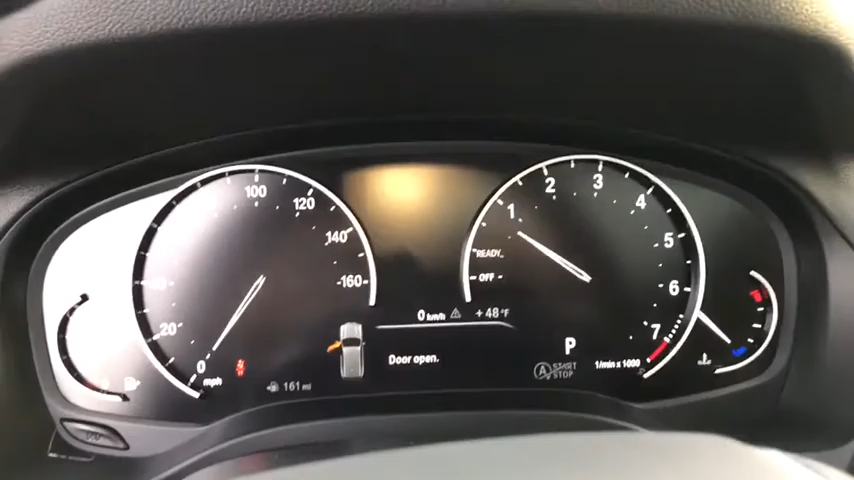 100
120
140
160
20
0
mph
161 mi
0 km/h
+48 °F
Door open.
READY
OFF
1
2
3
4
5
6
7
P
A START
STOP
1/min x 1000